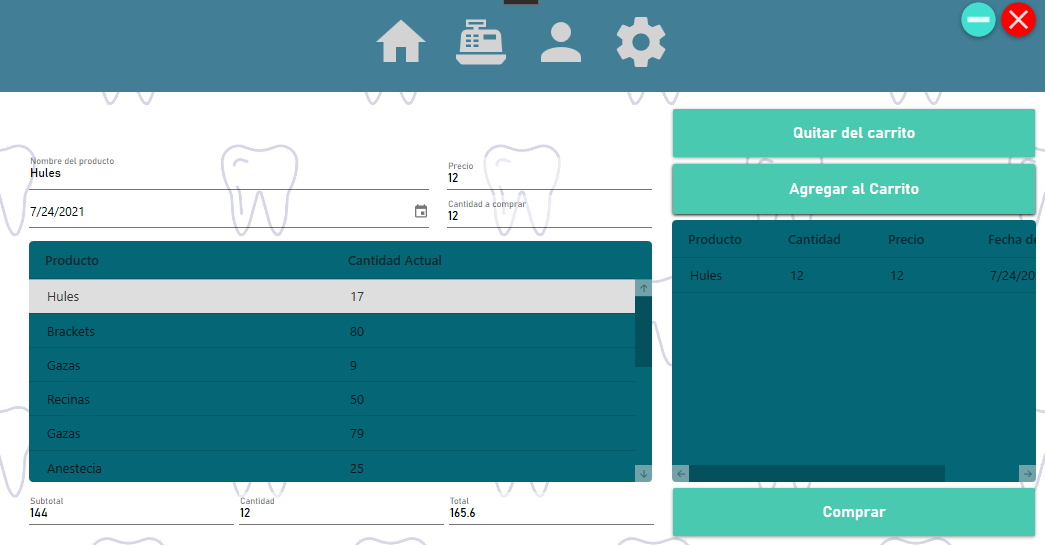 Quitar del carrito
Nombre del producto
Hules
Precio
12
Agregar al Carrito
7/24/2021
Cantidad a comprar
12
Producto Cantidad Precio Fecha de
Hules 12 12 7/24/20
Producto Cantidad Actual
Hules 17
Brackets 80
Gazas 9
Recinas 50
Gazas 79
Anestecia 25
Subtotal
144
Cantidad
12
Total
165.6
Comprar